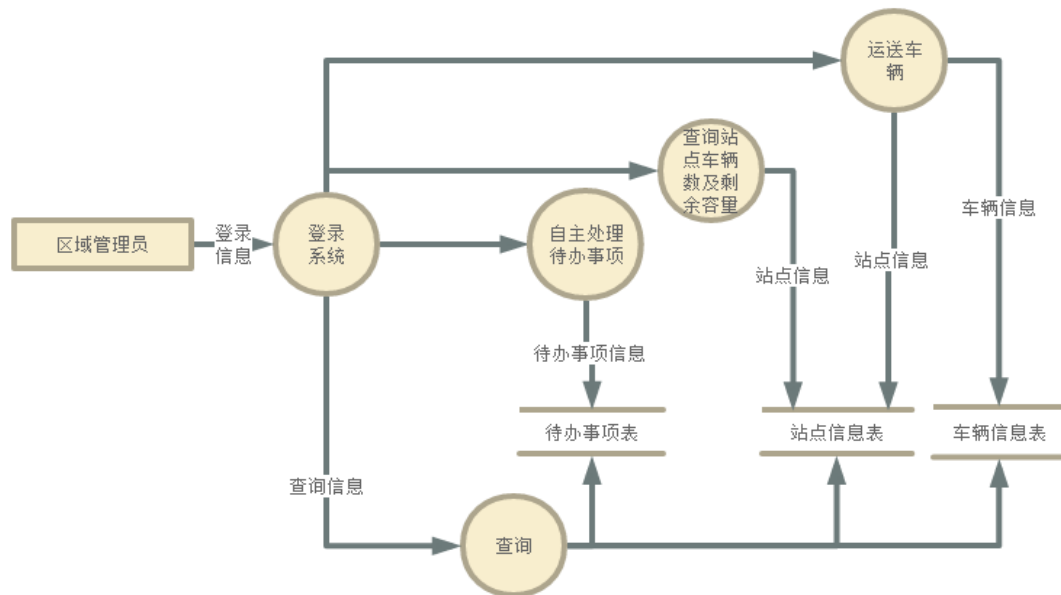 运送车
辆
查询站
点车辆
数及剩
余容量
车辆信息
区域管理员
登录
信息
登录
系统
自主处理
待办事项
站点信息
站点信息
待办事项信息
待办事项表
站点信息表
车辆信息表
查询信息
查询